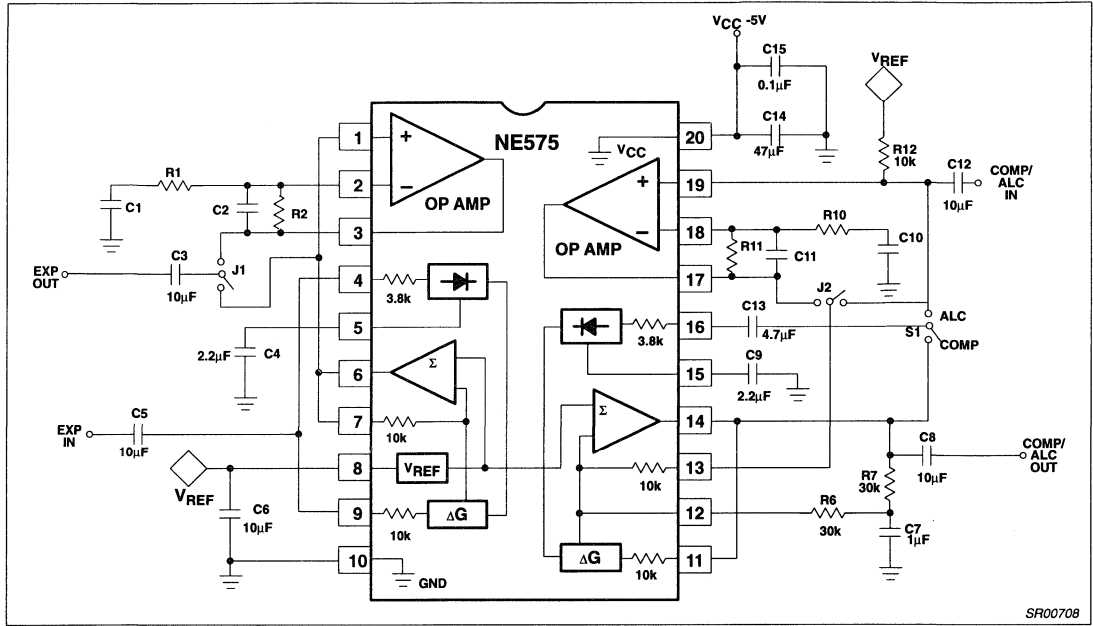 VCC -5V
C15
0.1µF
C14
47µF
VREF
R12
10k
C12
10µF
COMP/
ALC
IN
NE575
1
+
2
−
OP AMP
3
4
3.8k
5
6
Σ
7
10k
8
VREF
9
10k
ΔG
10
GND
20
VCC
19
+
18
−
OP AMP
17
16
3.8k
15
14
Σ
13
10k
12
11
ΔG
10k
R1
C1
C2
R2
EXP
OUT
C3
10µF
J1
2.2µF
C4
EXP
IN
C5
10µF
VREF
C6
10µF
R10
R11
C11
C10
J2
C13
4.7µF
ALC
S1
COMP
C9
2.2µF
C8
10µF
COMP/
ALC
OUT
R7
30k
R6
30k
C7
1µF
SR00708